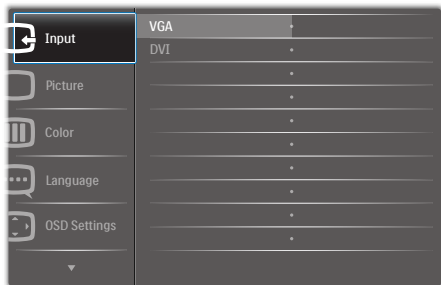 Input
Picture
Color
Language
OSD Settings
VGA
DVI